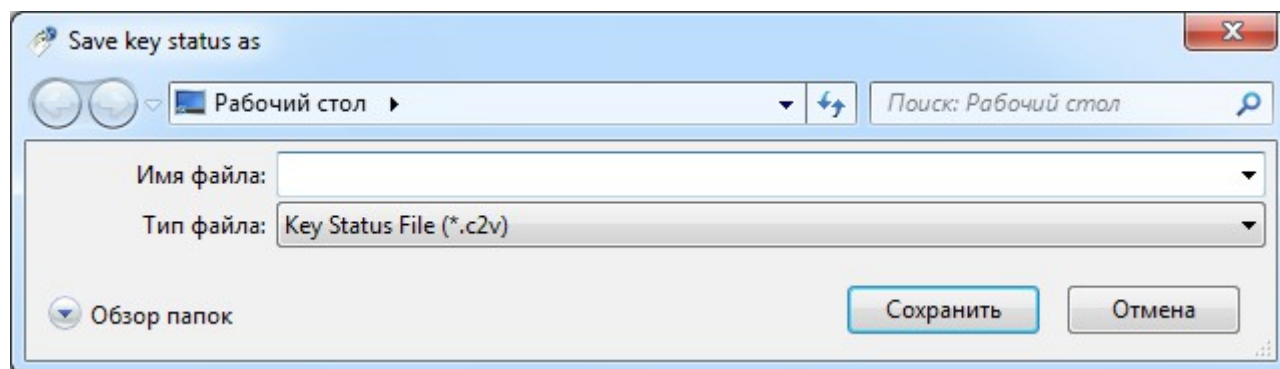 Save key status as
Рабочий стол
Поиск: Рабочий стол
Имя файла:
Тип файла: Key Status File (*.c2v)
Обзор папок
Сохранить
Отмена